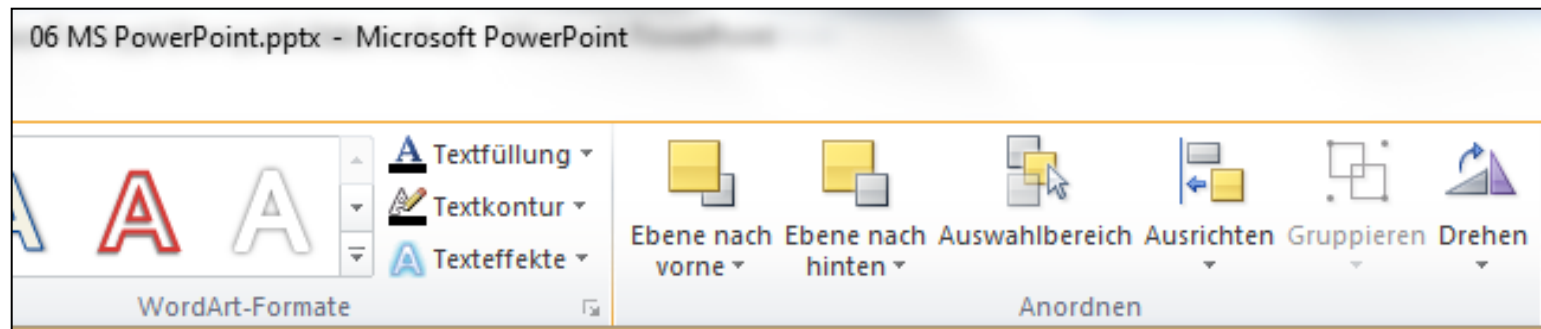 06 MS PowerPoint.pptx - Microsoft PowerPoint
Textfüllung
Textkontur
Texteffekte
WordArt-Formate
Ebene nach
vorne
Ebene nach
hinten
Auswahlbereich
Ausrichten
Gruppieren
Drehen
Anordnen